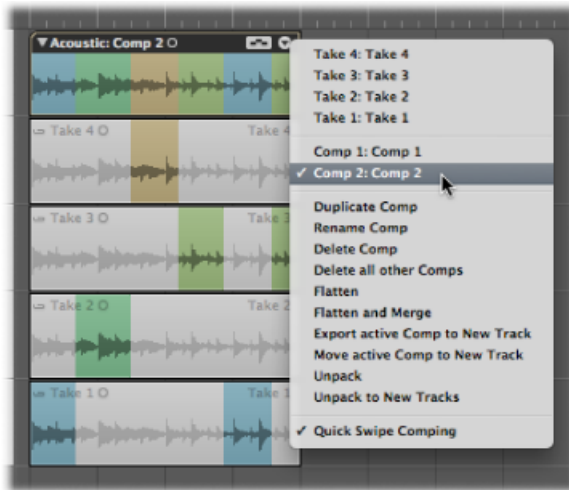 Acoustic: Comp 2
Take 4: Take 4
Take 3: Take 3
Take 2: Take 2
Take 1: Take 1
Comp 1: Comp 1
✓ Comp 2: Comp 2
Duplicate Comp
Rename Comp
Delete Comp
Delete all other Comps
Flatten
Flatten and Merge
Export active Comp to New Track
Move active Comp to New Track
Unpack
Unpack to New Tracks
✓ Quick Swipe Comping
Take 4 Take 4
Take 3 Take 3
Take 2 Take 2
Take 1 Take 1